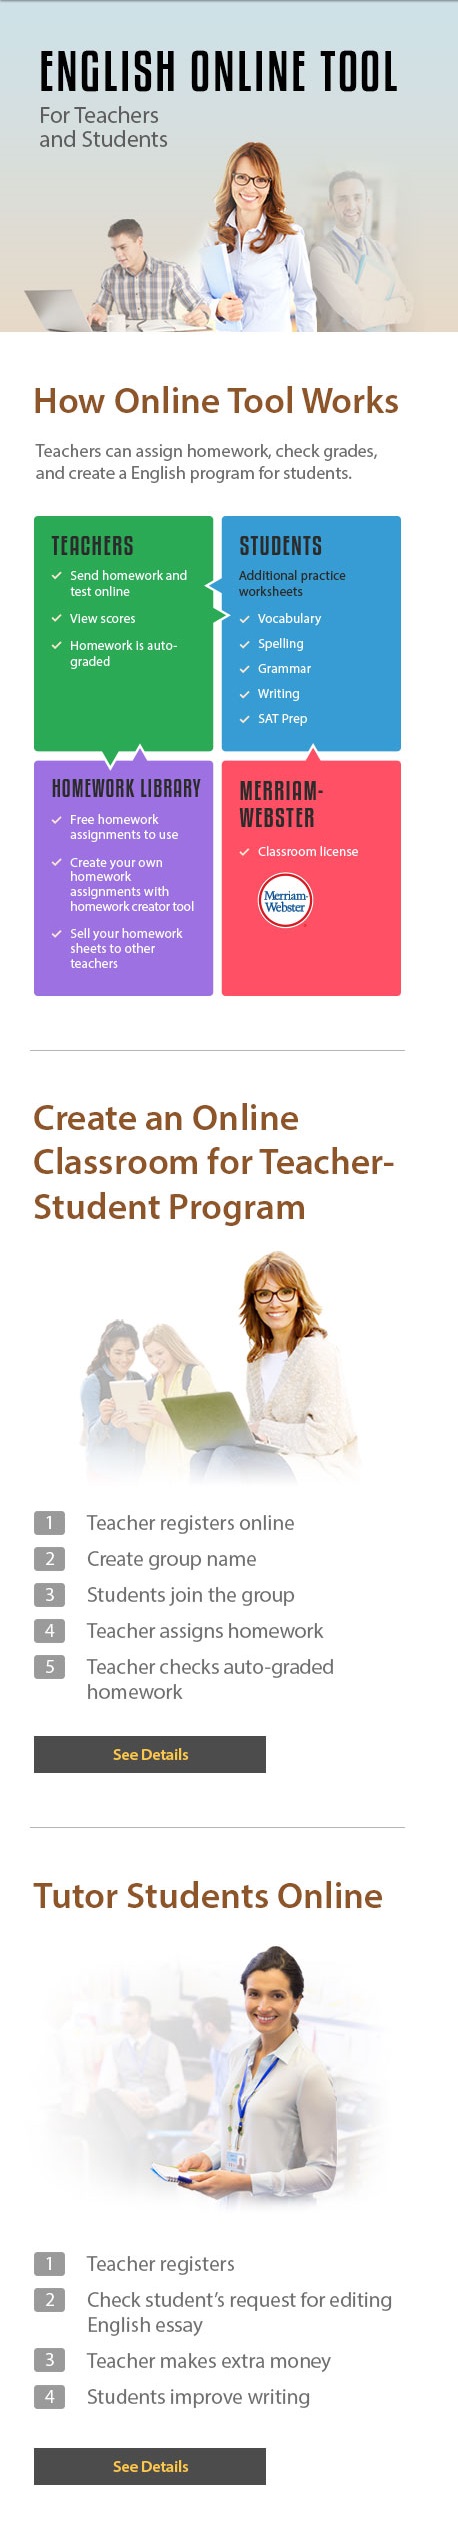 ENGLISH ONLINE TOOL
For Teachers
and Students
How Online Tool Works
Teachers can assign homework, check grades,
and create a English program for students.
TEACHERS
Send homework and
test online
View scores
Homework is auto-
graded
STUDENTS
Additional practice
worksheets
Vocabulary
Spelling
Grammar
Writing
SAT Prep
HOMEWORK LIBRARY
Free homework
assignments to use
Create your own
homework
assignments with
homework creator tool
Sell your homework
sheets to other
teachers
MERRIAM-
WEBSTER
Classroom license
Merriam-
Webster
Create an Online
Classroom for Teacher-
Student Program
1 Teacher registers online
2 Create group name
3 Students join the group
4 Teacher assigns homework
5 Teacher checks auto-graded
homework
See Details
Tutor Students Online
1 Teacher registers
2 Check student's request for editing
English essay
3 Teacher makes extra money
4 Students improve writing
See Details